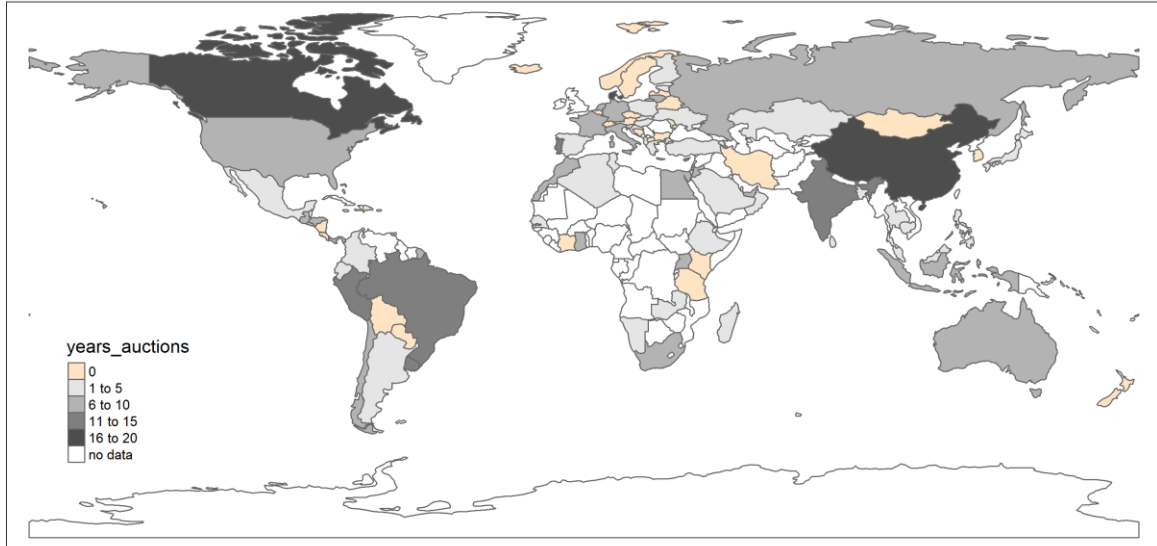 years_auctions
0
1 to 5
6 to 10
11 to 15
16 to 20
no data